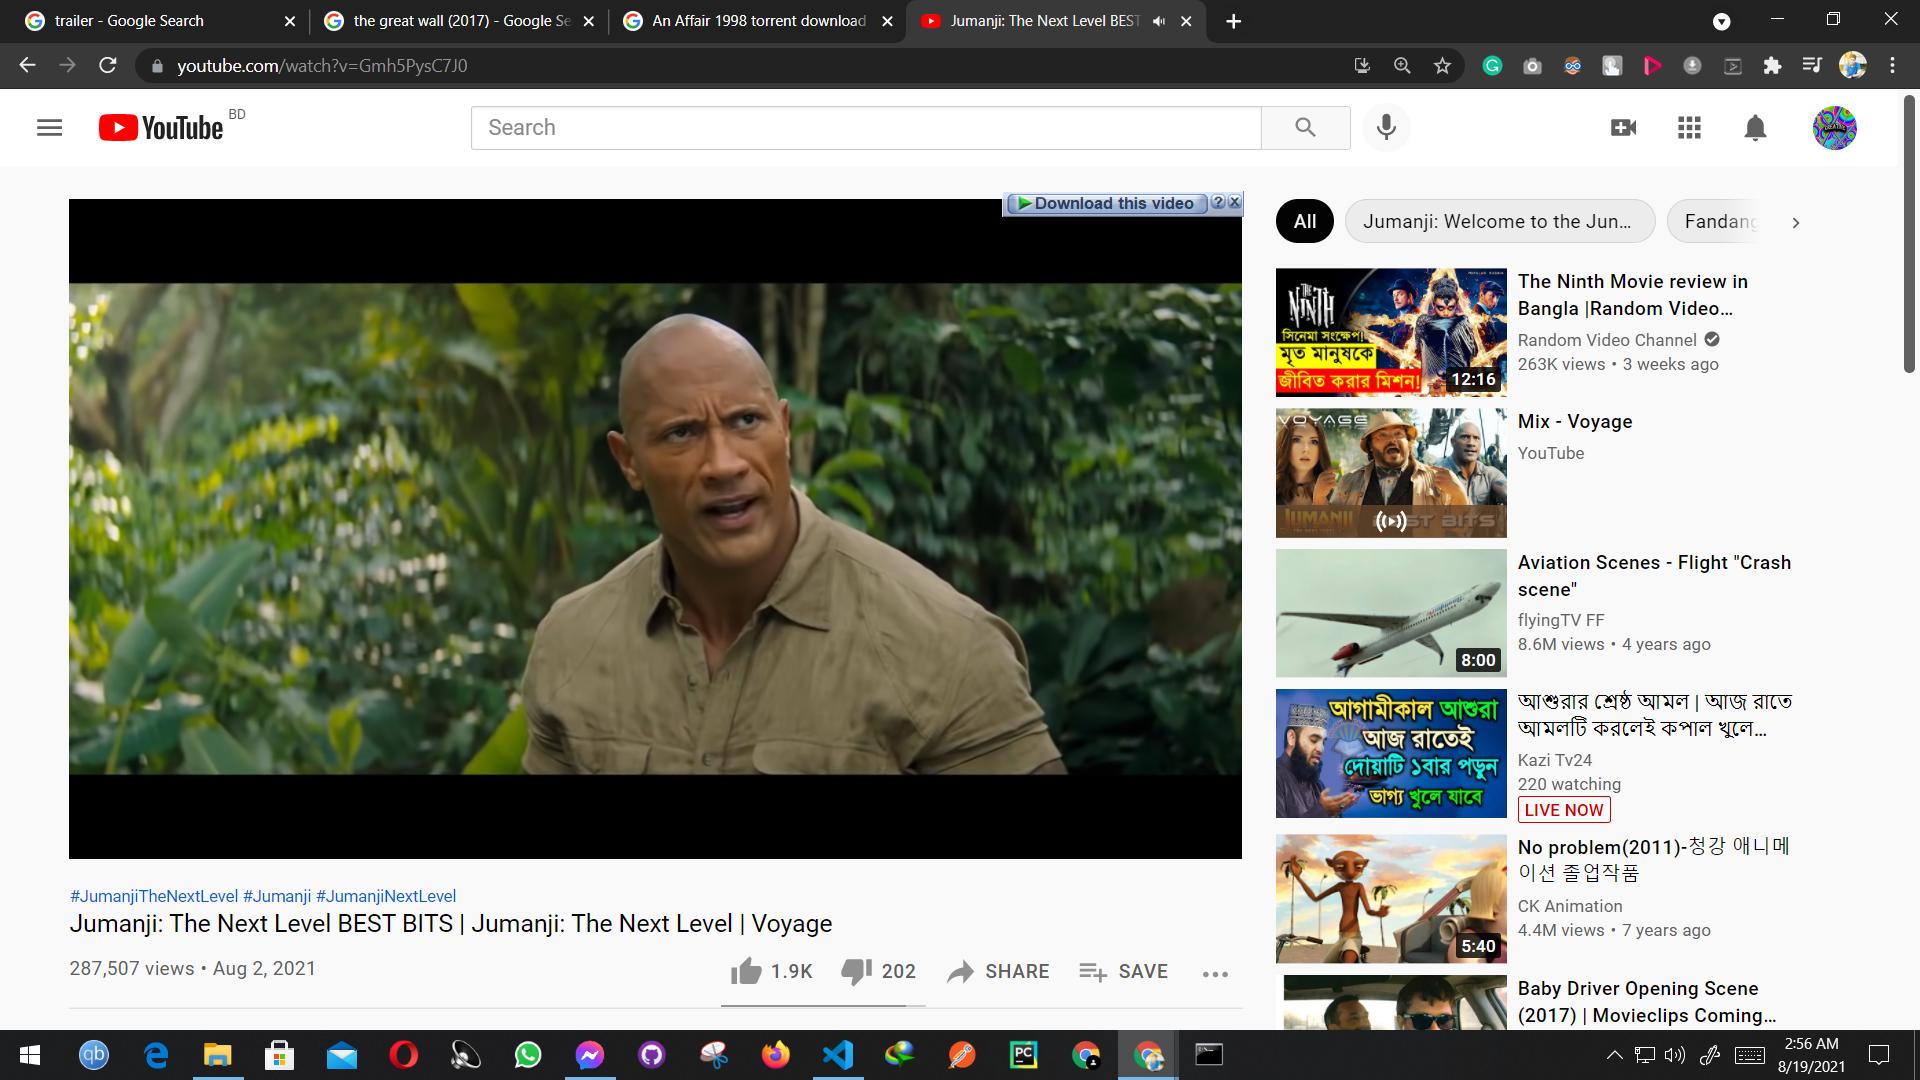 trailer - Google Search
the great wall (2017) - Google Se
An Affair 1998 torrent download
Jumanji: The Next Level BEST
youtube.com/watch?v=Gmh5PysC7J0
YouTube BD
Search
Download this video ? X
All
Jumanji: Welcome to the Jun...
Fandang
THE NINTH
সিনেমা সংক্ষেপ!
মৃত মানুষকে
জীবিত করার মিশন!
12:16
The Ninth Movie review in
Bangla |Random Video...
Random Video Channel
263K views • 3 weeks ago
VOYAGE
JUMANJI
BEST BITS
Mix - Voyage
YouTube
8:00
Aviation Scenes - Flight "Crash
scene"
flyingTV FF
8.6M views • 4 years ago
আগামীকাল আশুরা
আজ রাতেই
দোয়াটি ১বার পড়ুন
ভাগ্য খুলে যাবে
আশুরার শ্রেষ্ঠ আমল | আজ রাতে
আমলটি করলেই কপাল খুলে...
Kazi Tv24
220 watching
LIVE NOW
5:40
No problem(2011)-청강 애니메
이션 졸업작품
CK Animation
4.4M views • 7 years ago
Baby Driver Opening Scene
(2017) | Movieclips Coming...
#JumanjiTheNextLevel #Jumanji #JumanjiNextLevel
Jumanji: The Next Level BEST BITS | Jumanji: The Next Level | Voyage
287,507 views • Aug 2, 2021
1.9K
202
SHARE
SAVE
qb
PC
2:56 AM
8/19/2021